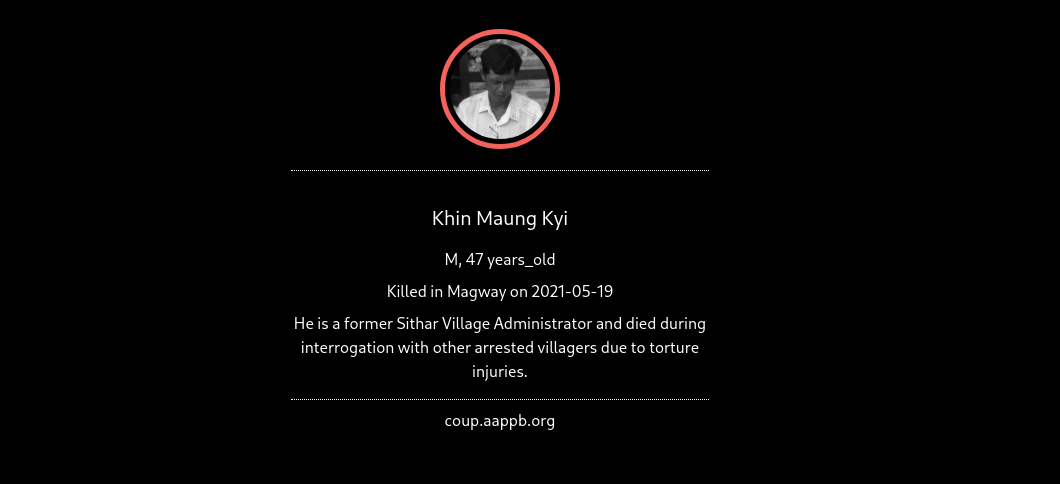 Khin Maung Kyi
M, 47 years_old
Killed in Magway on 2021-05-19
He is a former Sithar Village Administrator and died during
interrogation with other arrested villagers due to torture
injuries.
coup.aappb.org